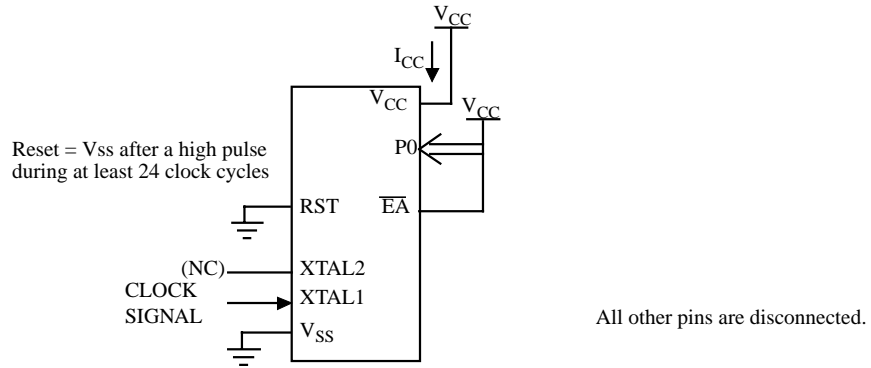 VCC
ICC
VCC
VCC
P0
Reset = Vss after a high pulse
during at least 24 clock cycles
RST
EA
(NC)
XTAL2
CLOCK
SIGNAL
XTAL1
VSS
All other pins are disconnected.